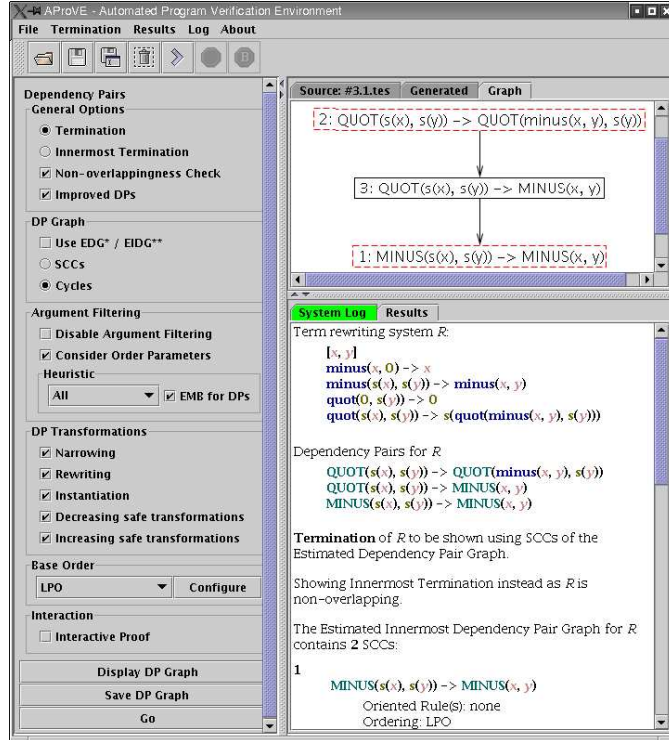 AProVE - Automated Program Verification Environment
File Termination Results Log About
Dependency Pairs
General Options
Termination
Innermost Termination
Non-overlappingness Check
Improved DPs
DP Graph
Use EDG* / EIDG**
SCCs
Cycles
Argument Filtering
Disable Argument Filtering
Consider Order Parameters
Heuristic
All
EMB for DPs
DP Transformations
Narrowing
Rewriting
Instantiation
Decreasing safe transformations
Increasing safe transformations
Base Order
LPO
Configure
Interaction
Interactive Proof
Display DP Graph
Save DP Graph
Go
Source: #3.1.tes Generated Graph
2: QUOT(s(x), s(y)) -> QUOT(minus(x, y), s(y))
3: QUOT(s(x), s(y)) -> MINUS(x, y)
1: MINUS(s(x), s(y)) -> MINUS(x, y)
System Log Results
Term rewriting system R:
[x, y]
minus(x, 0) -> x
minus(s(x), s(y)) -> minus(x, y)
quot(0, s(y)) -> 0
quot(s(x), s(y)) -> s(quot(minus(x, y), s(y)))
Dependency Pairs for R
QUOT(s(x), s(y)) -> QUOT(minus(x, y), s(y))
QUOT(s(x), s(y)) -> MINUS(x, y)
MINUS(s(x), s(y)) -> MINUS(x, y)
Termination of R to be shown using SCCs of the
Estimated Dependency Pair Graph.
Showing Innermost Termination instead as R is
non-overlapping.
The Estimated Innermost Dependency Pair Graph for R
contains 2 SCCs:
1
MINUS(s(x), s(y)) -> MINUS(x, y)
Oriented Rule(s): none
Ordering: LPO